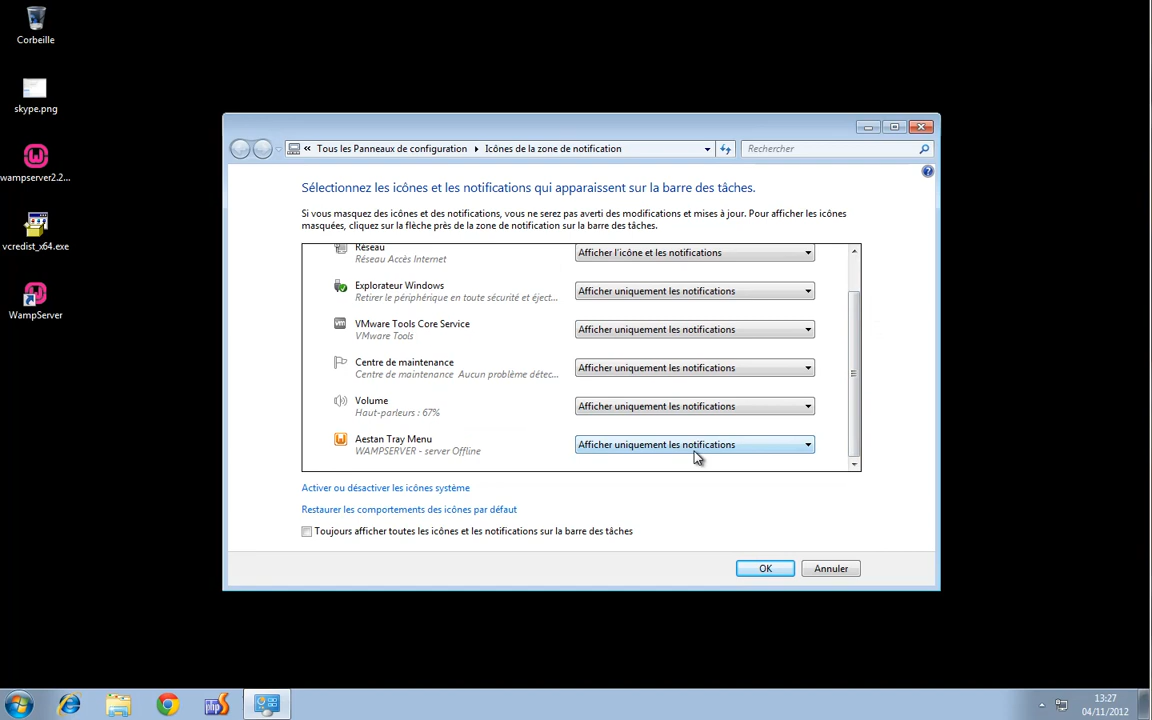 Corbeille
skype.png
wampserver2.2...
vcredist_x64.exe
WampServer
« Tous les Panneaux de configuration Icônes de la zone de notification
Rechercher
Sélectionnez les icônes et les notifications qui apparaissent sur la barre des tâches.
Si vous masquez des icônes et des notifications, vous ne serez pas averti des modifications et mises à jour. Pour afficher les icônes
masquées, cliquez sur la flèche près de la zone de notification sur la barre des tâches.
Réseau
Réseau Accès Internet
Afficher l'icône et les notifications
Explorateur Windows
Retirer le périphérique en toute sécurité et éject...
Afficher uniquement les notifications
VMware Tools Core Service
VMware Tools
Afficher uniquement les notifications
Centre de maintenance
Centre de maintenance Aucun problème détec...
Afficher uniquement les notifications
Volume
Haut-parleurs : 67%
Afficher uniquement les notifications
Aestan Tray Menu
WAMPSERVER - server Offline
Afficher uniquement les notifications
Activer ou désactiver les icônes système
Restaurer les comportements des icônes par défaut
Toujours afficher toutes les icônes et les notifications sur la barre des tâches
OK
Annuler
php
13:27
04/11/2012